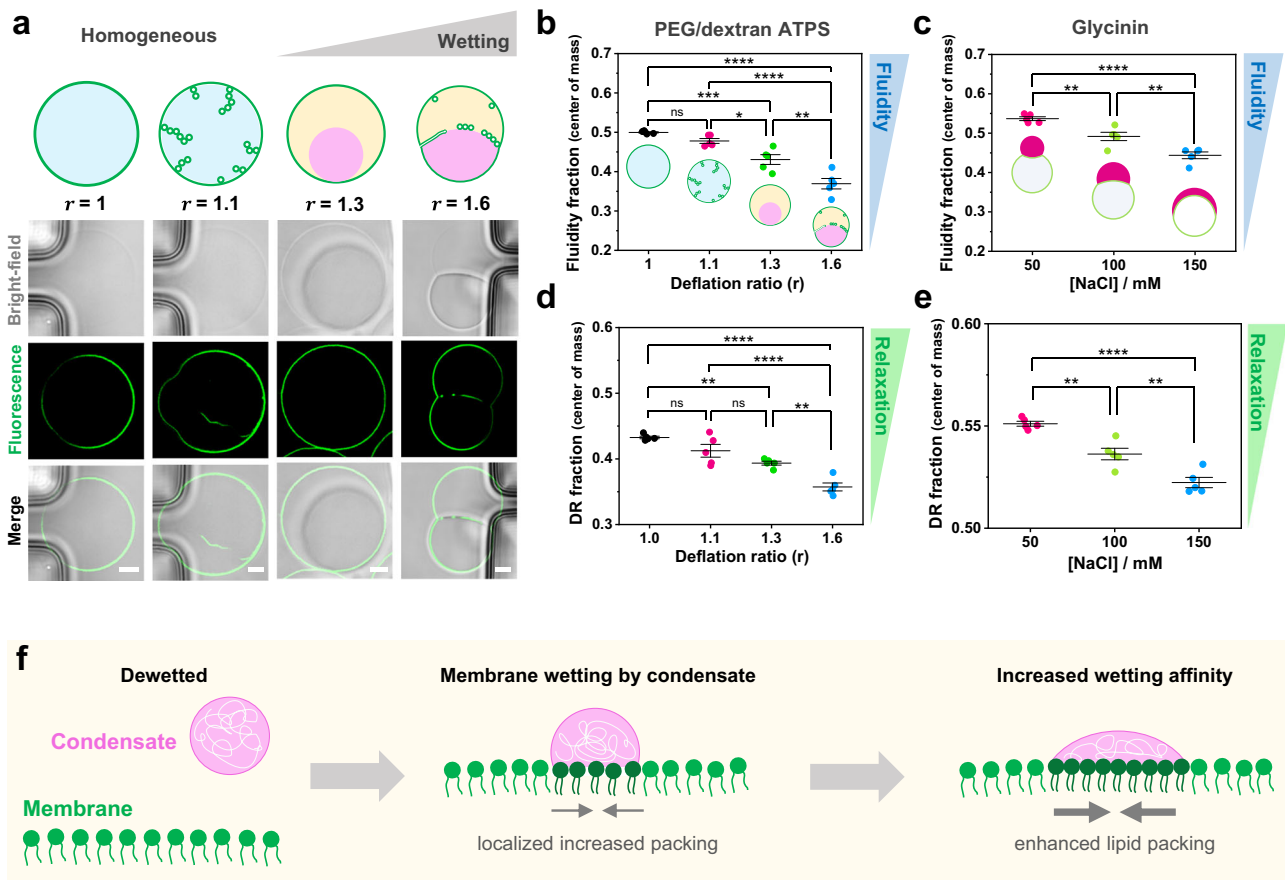 a
Homogeneous
Wetting
r = 1
r = 1.1
r = 1.3
r = 1.6
Bright-field
Fluorescence
Merge
b
PEG/dextran ATPS
Fluidity fraction (center of mass)
0.7
0.6
0.5
0.4
0.3
0.2
****
****
***
ns
*
**
1
1.1
1.3
1.6
Deflation ratio (r)
Fluidity
c
Glycinin
Fluidity fraction (center of mass)
0.7
0.6
0.5
0.4
0.3
0.2
****
**
**
50
100
150
[NaCl] / mM
Fluidity
d
DR fraction (center of mass)
0.6
0.5
0.4
0.3
****
****
**
ns
ns
**
1.0
1.1
1.3
1.6
Deflation ratio (r)
Relaxation
e
DR fraction (center of mass)
0.60
0.55
0.50
****
**
**
50
100
150
[NaCl] / mM
Relaxation
f
Dewetted
Condensate
Membrane
Membrane wetting by condensate
localized increased packing
Increased wetting affinity
enhanced lipid packing